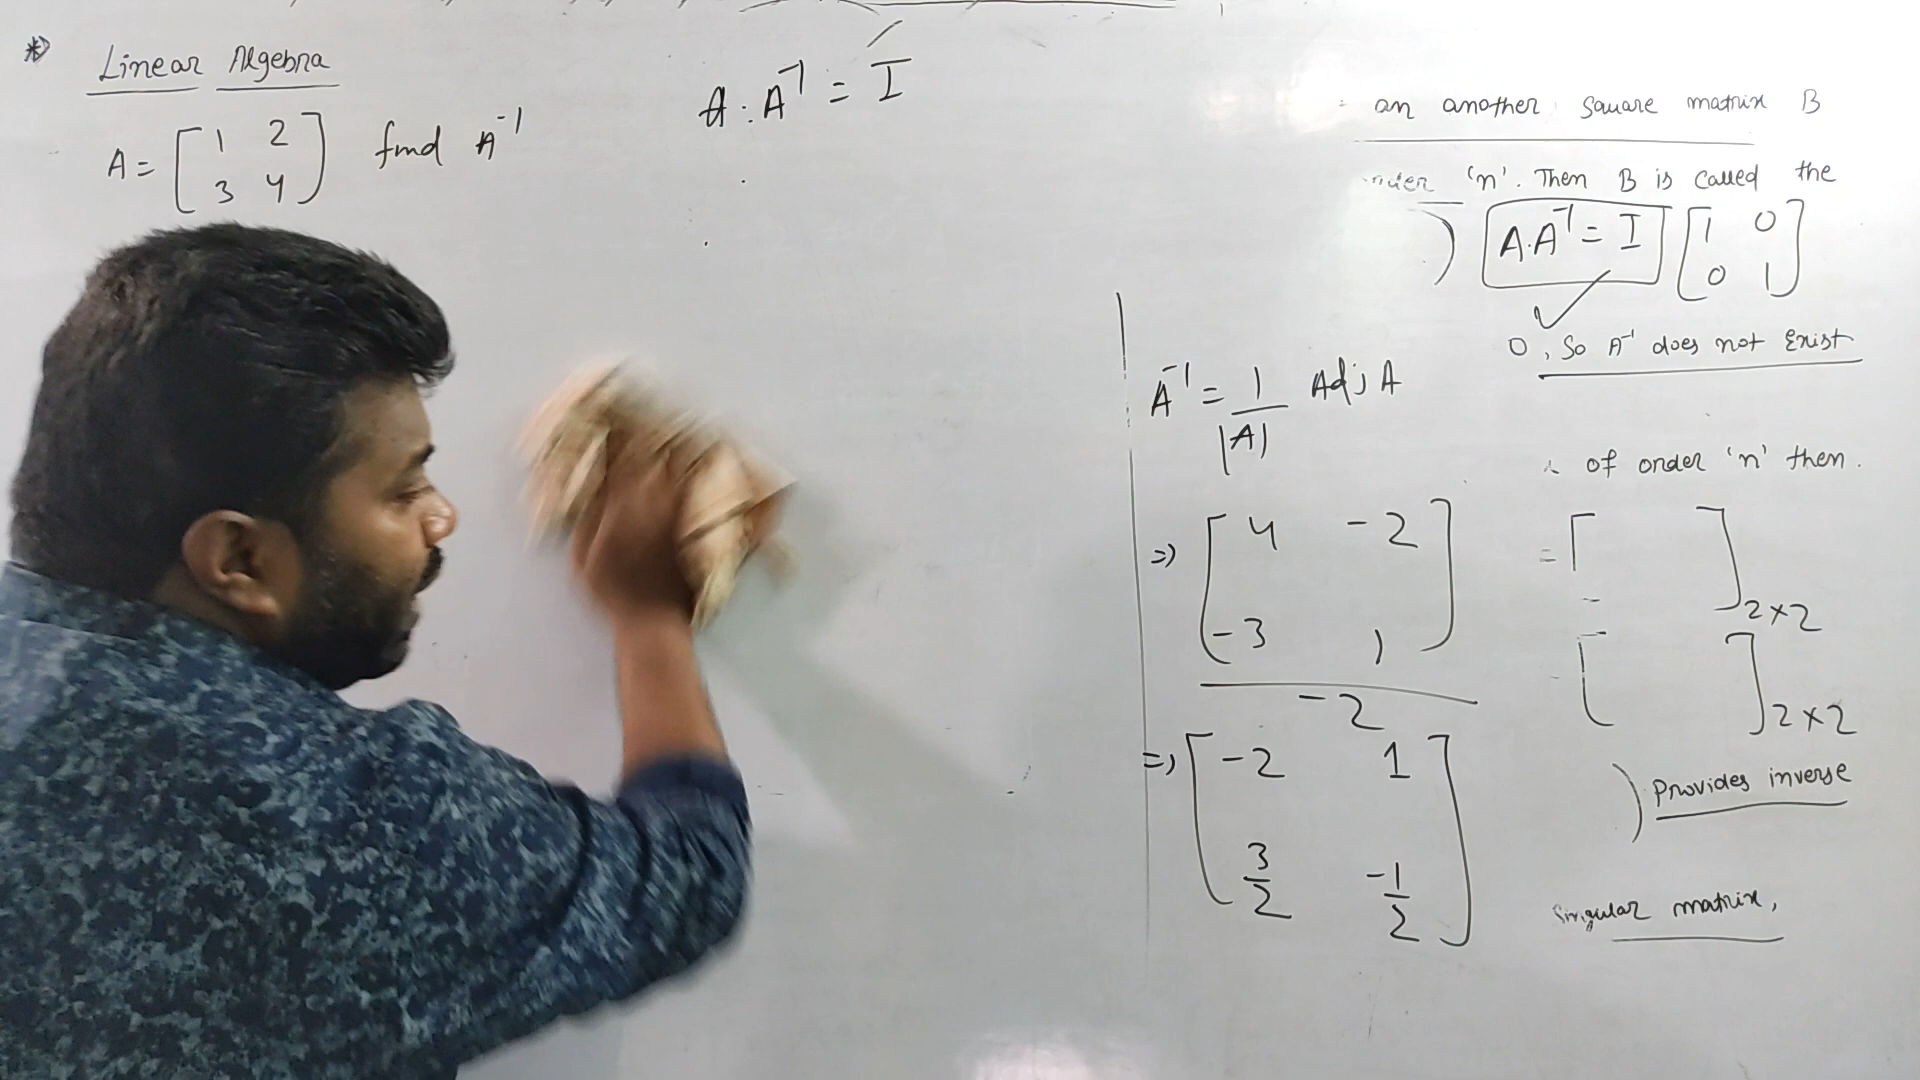 Linear Algebra
A = [ 1 2
3 4 ] find A⁻¹
A . A⁻¹ = I
an another square matrix B
order 'n'. Then B is called the
) A.A⁻¹ = I [ 1 0
0 1 ]
0, So A⁻¹ does not Exist
A⁻¹ = 1 Adj A
|A|
of order 'n' then.
=> [ 4 -2
-3 1 ]
-2
=> [ -2 1
3/2 -1/2 ]
= [ ] 2×2
[ ] 2×2
) Provides inverse
Singular matrix,